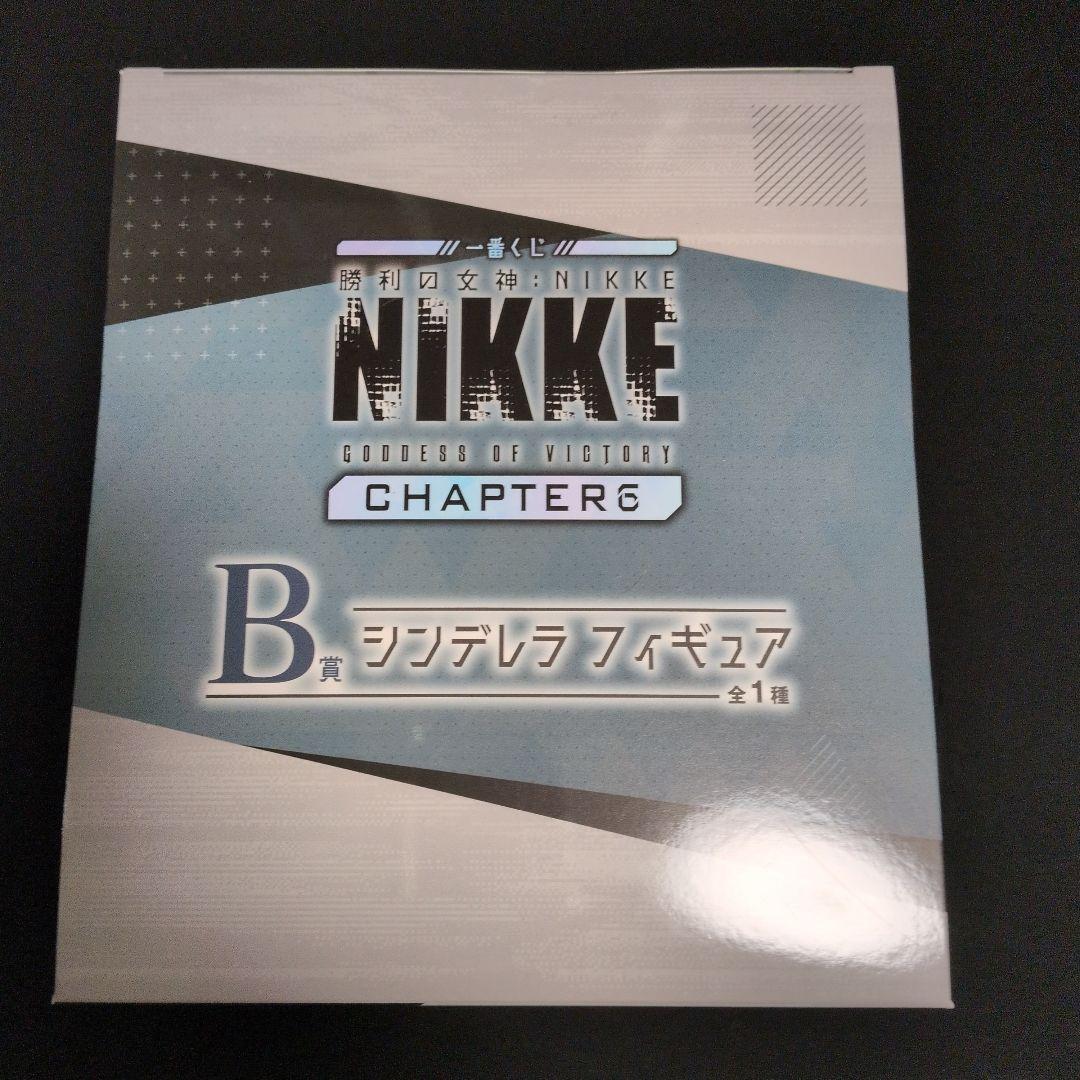 一番くじ
勝利の女神:NIKKE
NIKKE
GODDESS OF VICTORY
CHAPTER6
B賞 シンデレラ フィギュア
全1種